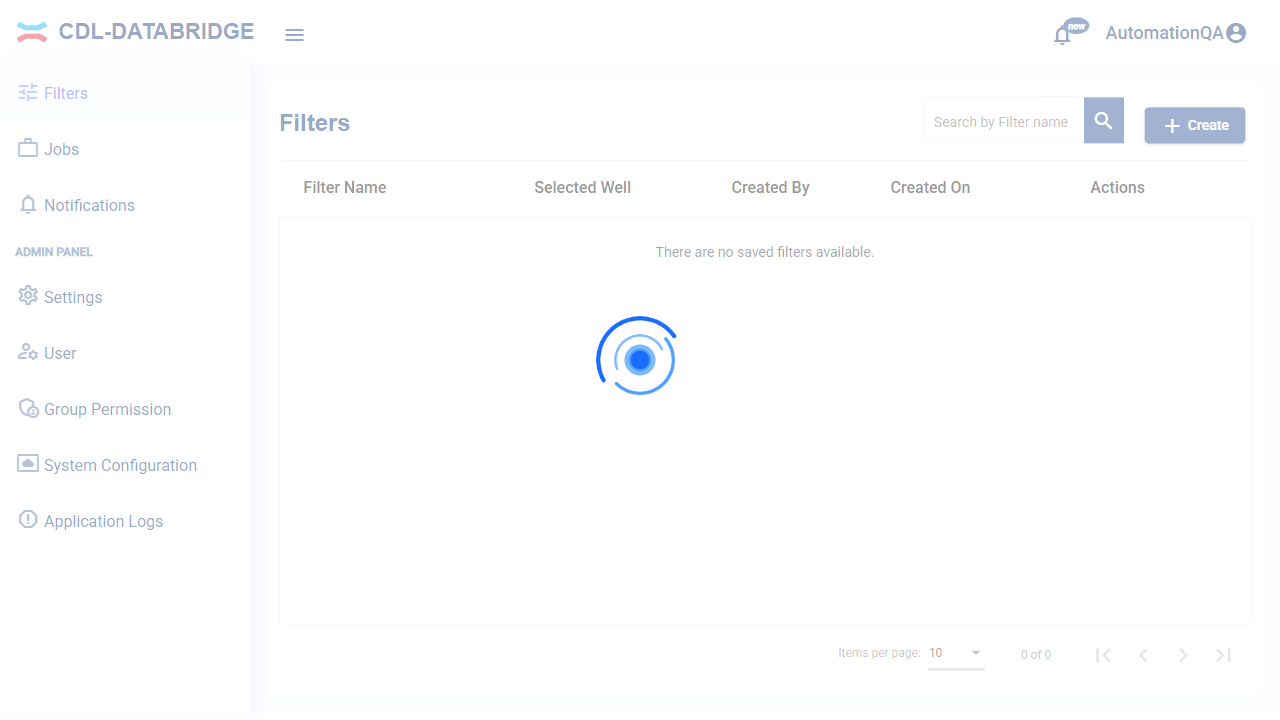 CDL-DATABRIDGE
new
AutomationQA
Filters
Jobs
Notifications
ADMIN PANEL
Settings
User
Group Permission
System Configuration
Application Logs
Filters
Search by Filter name
Create
Filter Name Selected Well Created By Created On Actions
There are no saved filters available.
Items per page: 10 0 of 0